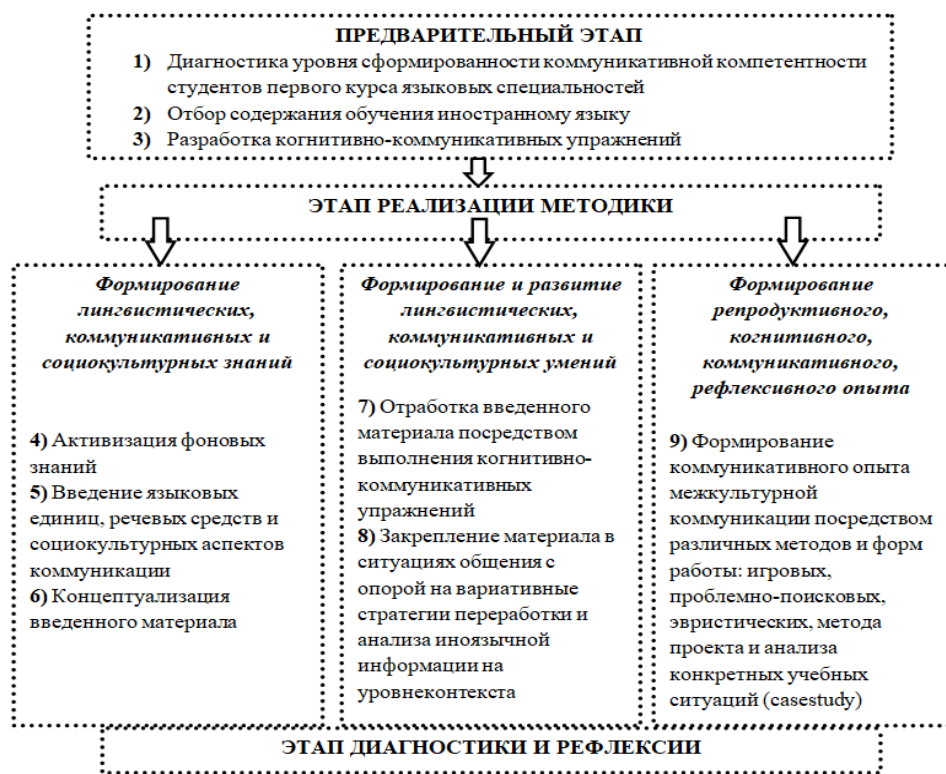 ПРЕДВАРИТЕЛЬНЫЙ ЭТАП
1) Диагностика уровня сформированности коммуникативной компетентности
студентов первого курса языковых специальностей
2) Отбор содержания обучения иностранному языку
3) Разработка когнитивно-коммуникативных упражнений
ЭТАП РЕАЛИЗАЦИИ МЕТОДИКИ
Формирование
лингвистических,
коммуникативных и
социокультурных знаний
4) Активизация фоновых
знаний
5) Введение языковых
единиц, речевых средств и
социокультурных аспектов
коммуникации
6) Концептуализация
введенного материала
Формирование и развитие
лингвистических,
коммуникативных и
социокультурных умений
7) Отработка введенного
материала посредством
выполнения когнитивно-
коммуникативных
упражнений
8) Закрепление материала в
ситуациях общения с
опорой на вариативные
стратегии переработки и
анализа иноязычной
информации на
уровнеконтекста
Формирование
репродуктивного,
когнитивного,
коммуникативного,
рефлексивного опыта
9) Формирование
коммуникативного опыта
межкультурной
коммуникации посредством
различных методов и форм
работы: игровых,
проблемно-поисковых,
эвристических, метода
проекта и анализа
конкретных учебных
ситуаций (casestudy)
ЭТАП ДИАГНОСТИКИ И РЕФЛЕКСИИ